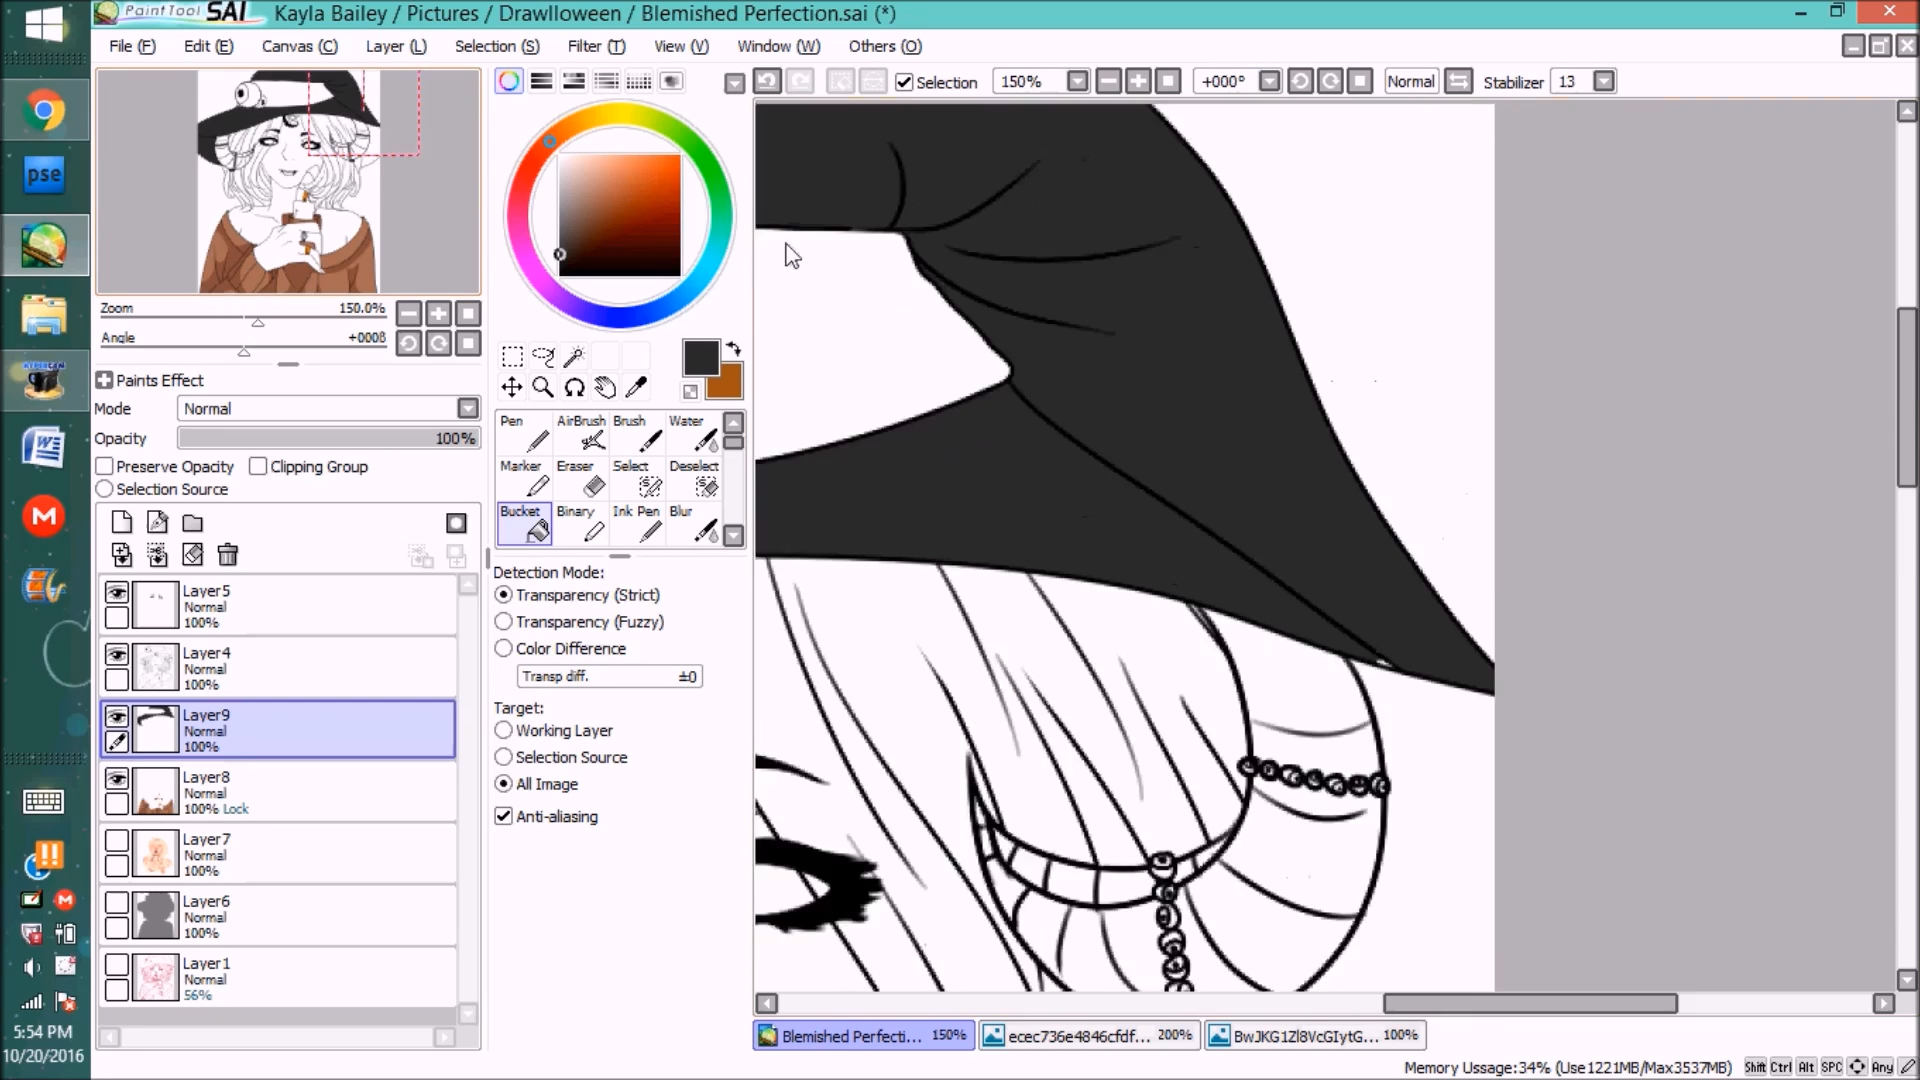 PaintTool SAI Kayla Bailey / Pictures / Drawlloween / Blemished Perfection.sai (*)
File (F) Edit (E) Canvas (C) Layer (L) Selection (S) Filter (T) View (V) Window (W) Others (O)
Selection 150% +000° Normal Stabilizer 13
pse
Zoom 150.0%
Angle +000ß
Paints Effect
Mode Normal
Opacity 100%
Preserve Opacity Clipping Group
Selection Source
Pen AirBrush Brush Water
Marker Eraser Select Deselect
Bucket Binary Ink Pen Blur
Detection Mode:
Transparency (Strict)
Transparency (Fuzzy)
Color Difference
Transp diff. ±0
Target:
Working Layer
Selection Source
All Image
Anti-aliasing
Layer5
Normal
100%
Layer4
Normal
100%
Layer9
Normal
100%
Layer8
Normal
100% Lock
Layer7
Normal
100%
Layer6
Normal
100%
Layer1
Normal
56%
5:54 PM
10/20/2016
Blemished Perfecti... 150% ecec736e4846cfdf... 200% BwJKG1Zl8VcGIytG... 100%
Memory Ussage:34% (Use1221MB/Max3537MB) Shift Ctrl Alt SPC Any